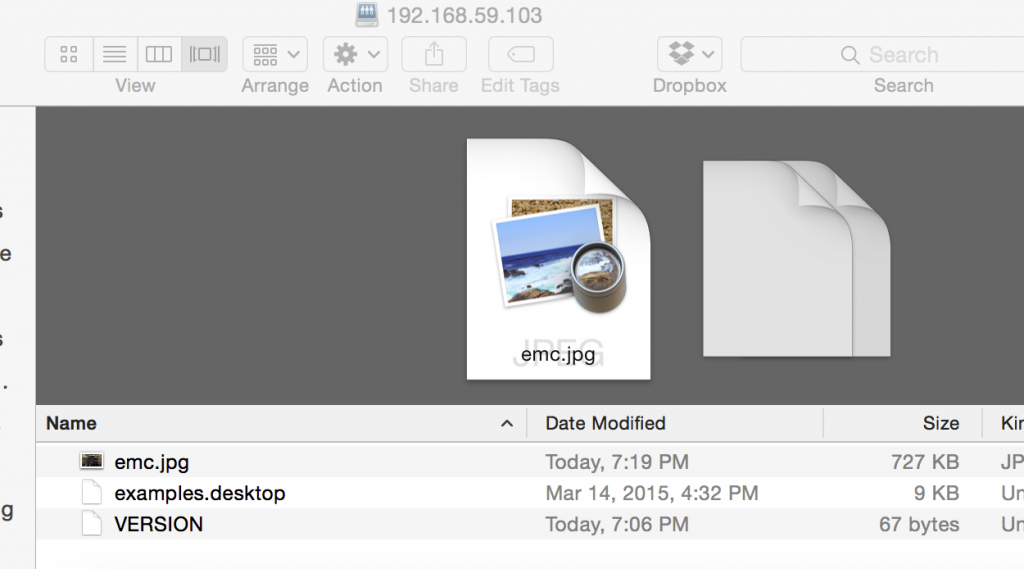 192.168.59.103
View Arrange Action Share Edit Tags Dropbox Search Search
s
e
s
.
g
JPEG
emc.jpg
Name Date Modified Size Kin
emc.jpg Today, 7:19 PM 727 KB JP
examples.desktop Mar 14, 2015, 4:32 PM 9 KB Un
VERSION Today, 7:06 PM 67 bytes Un